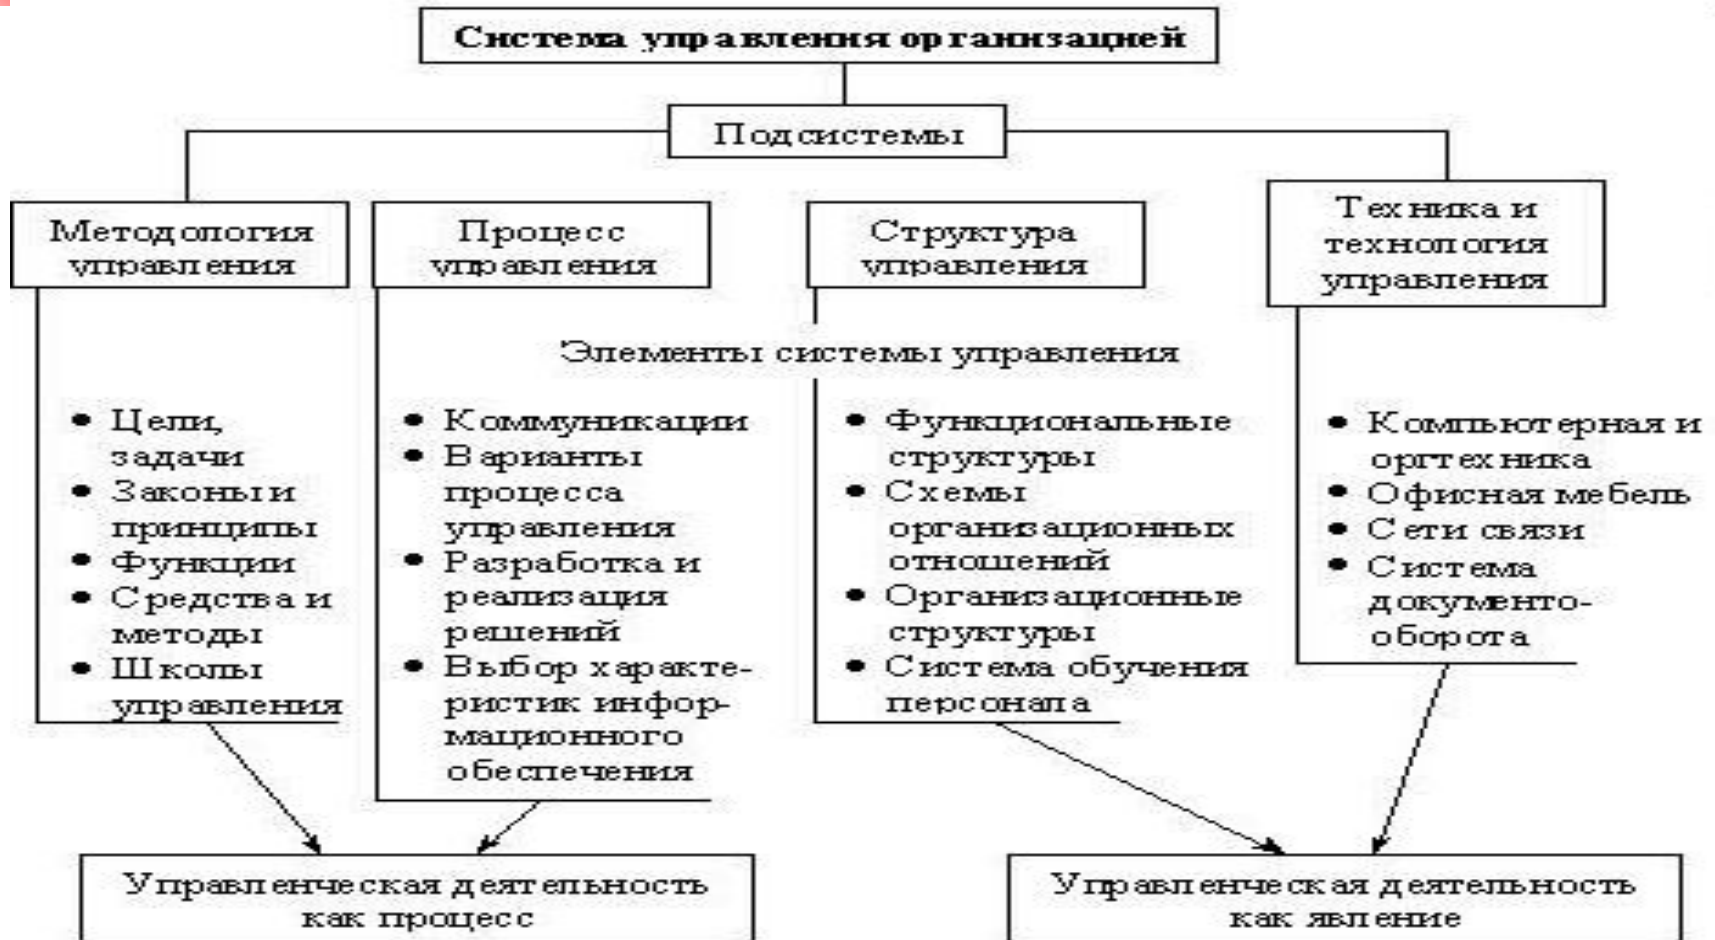 Система управления организацией
Подсистемы
Методология
управления
Процесс
управления
Структура
управления
Техника и
технология
управления
Элементы системы управления
• Цели,
задачи
• Законы и
принципы
• Функции
• Средства и
методы
• Школы
управления
• Коммуникации
• Варианты
процесса
управления
• Разработка и
реализация
решений
• Выбор характе-
ристик инфор-
мационного
обеспечения
• Функциональные
структуры
• Схемы
организационных
отношений
• Организационные
структуры
• Система обучения
персонала
• Компьютерная и
оргтехника
• Офисная мебель
• Сети связи
• Система
документо-
оборота
Управленческая деятельность
как процесс
Управленческая деятельность
как явление